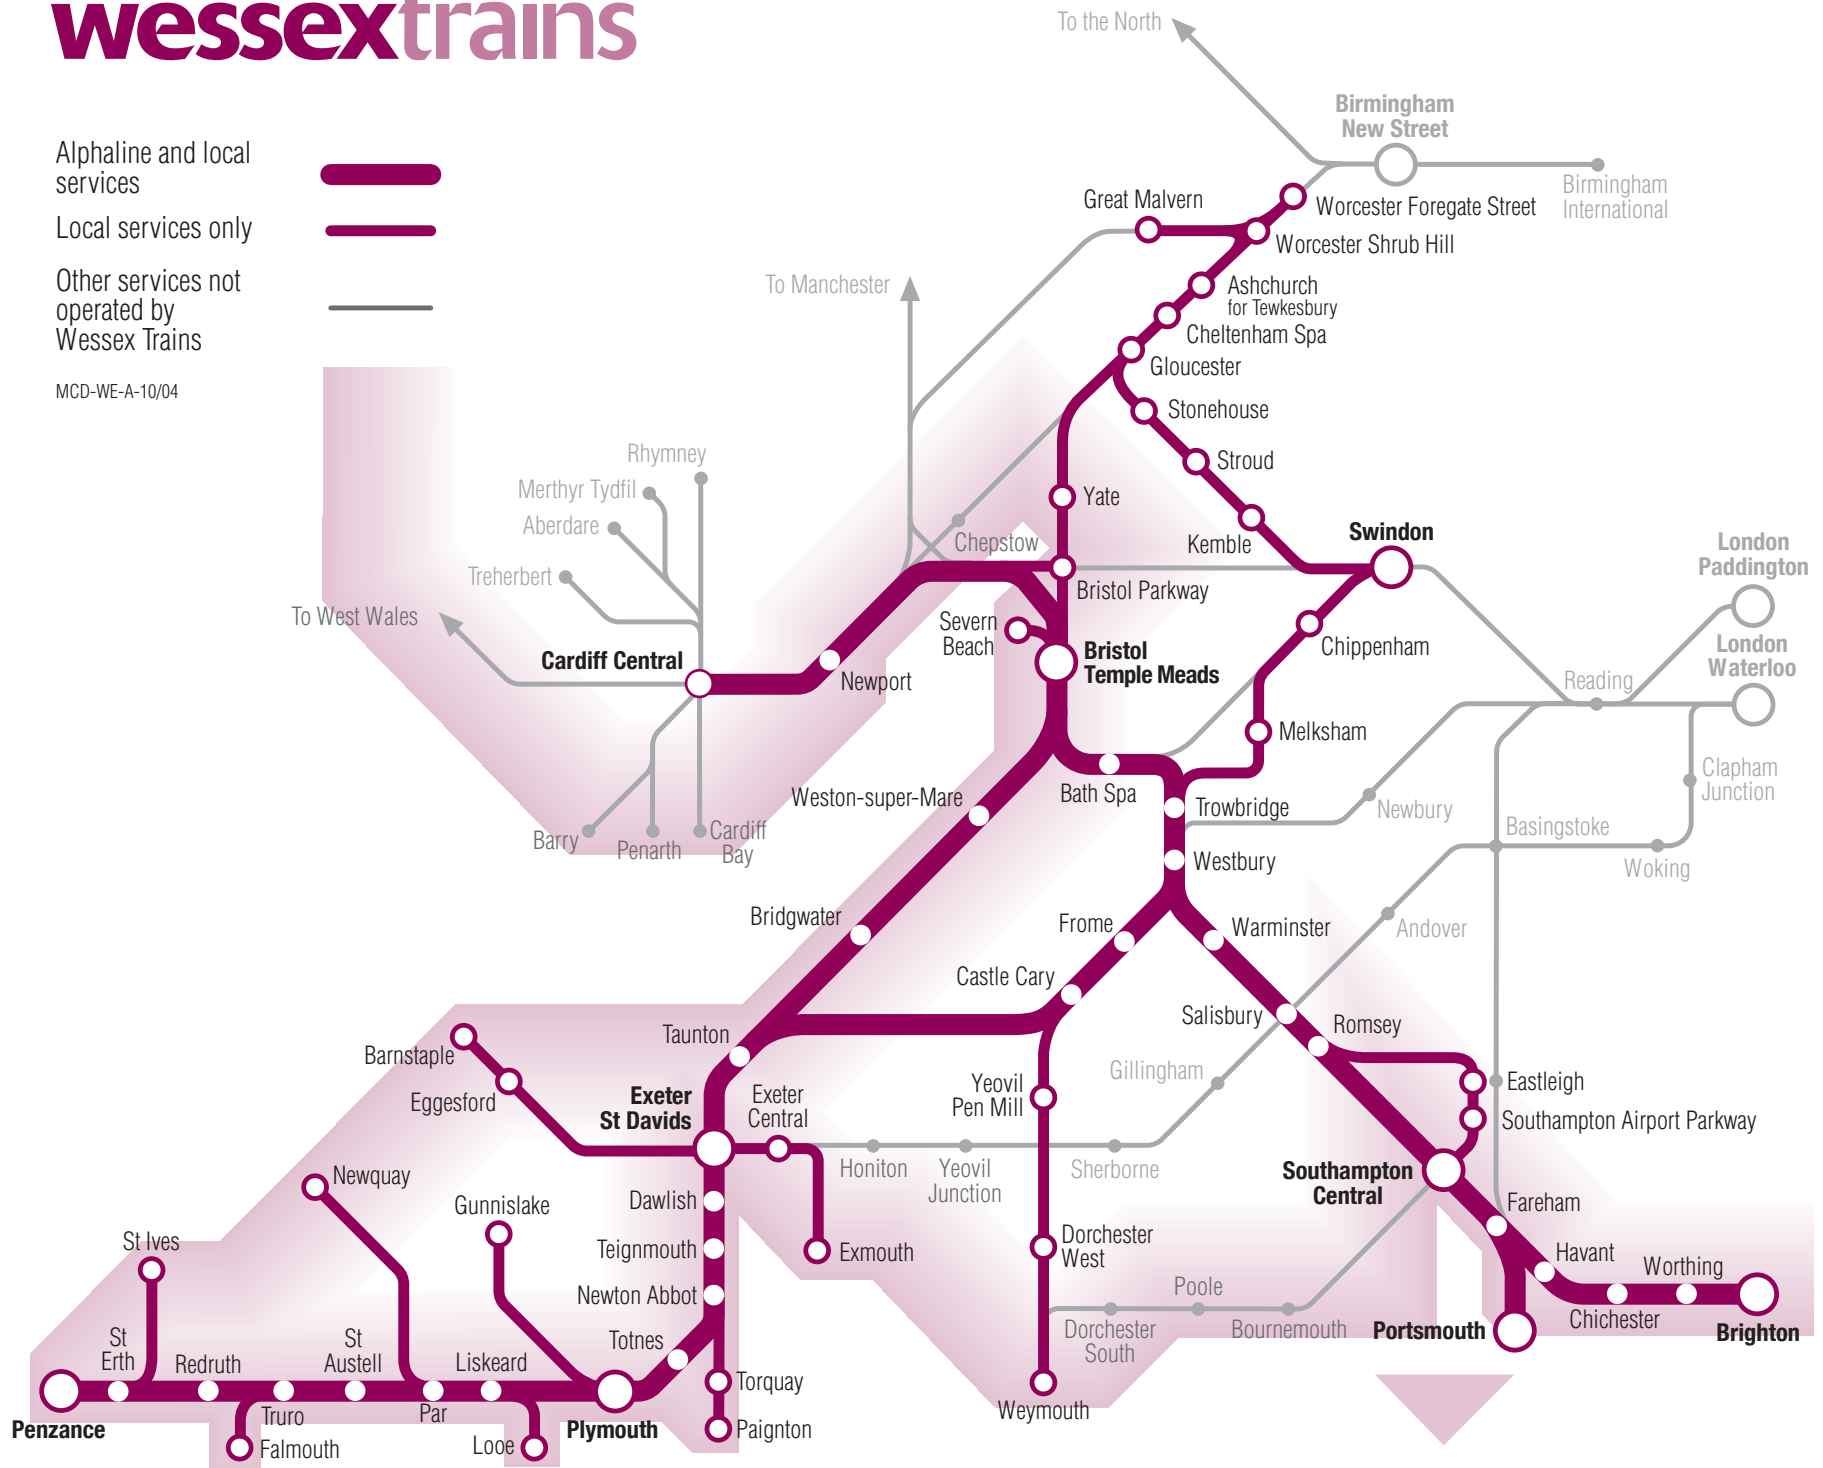 wessextrains
Alphaline and local
services
Local services only
Other services not
operated by
Wessex Trains
MCD-WE-A-10/04
To the North
Birmingham
New Street
Birmingham
International
Great Malvern
Worcester Foregate Street
Worcester Shrub Hill
To Manchester
Ashchurch
for Tewkesbury
Cheltenham Spa
Gloucester
Stonehouse
Rhymney
Stroud
Merthyr Tydfil
Yate
Aberdare
Chepstow
Kemble
Swindon
London
Paddington
Treherbert
Bristol Parkway
To West Wales
Severn
Beach
Bristol
Temple Meads
Chippenham
London
Waterloo
Cardiff Central
Newport
Reading
Melksham
Clapham
Junction
Weston-super-Mare
Bath Spa
Trowbridge
Newbury
Basingstoke
Barry
Penarth
Cardiff
Bay
Westbury
Woking
Bridgwater
Frome
Warminster
Andover
Castle Cary
Salisbury
Romsey
Taunton
Barnstaple
Gillingham
Eggesford
Exeter
St Davids
Exeter
Central
Yeovil
Pen Mill
Eastleigh
Southampton Airport Parkway
Honiton
Yeovil
Junction
Sherborne
Southampton
Central
Newquay
Gunnislake
Dawlish
Fareham
St Ives
Teignmouth
Exmouth
Dorchester
West
Havant
Worthing
Newton Abbot
Poole
St
Erth
Redruth
St
Austell
Liskeard
Totnes
Dorchester
South
Bournemouth
Portsmouth
Chichester
Brighton
Torquay
Penzance
Truro
Par
Plymouth
Paignton
Weymouth
Falmouth
Looe